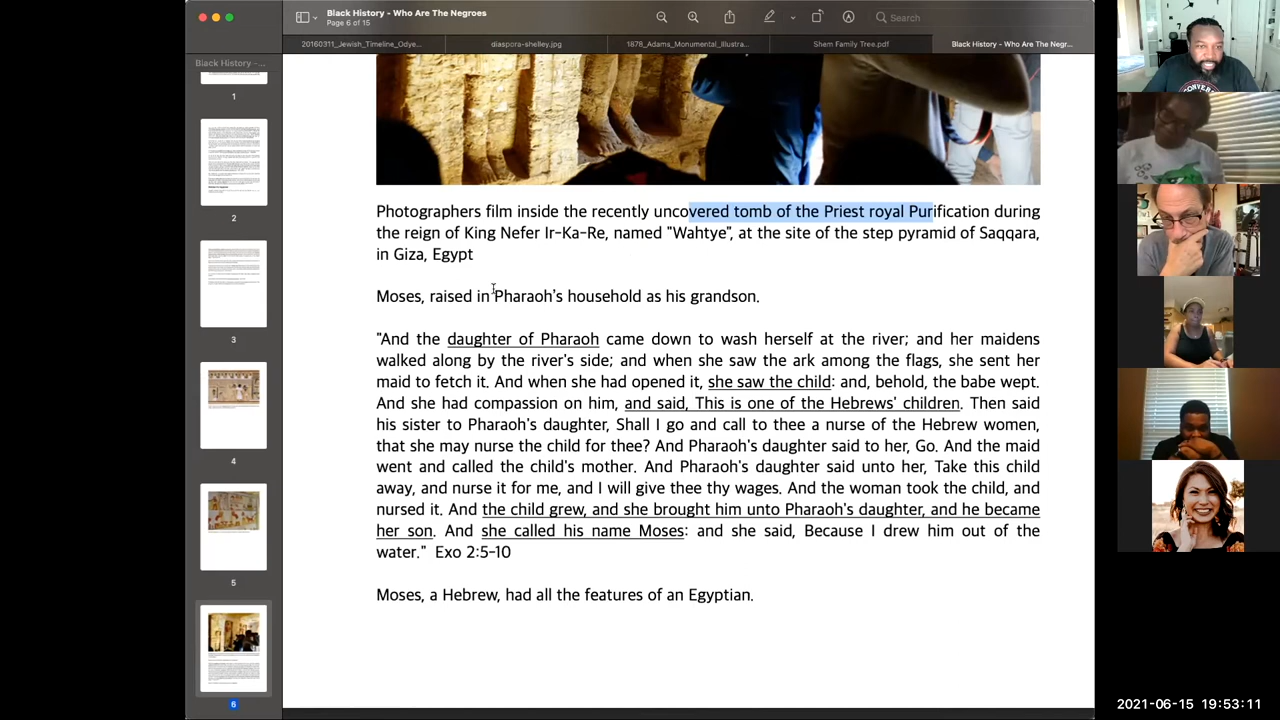 Black History - Who Are The Negroes
Page 6 of 15
Search
20160311_Jewish_Timeline_Odye...
diaspora-shelley.jpg
1878_Adams_Monumental_Illustra...
Shem Family Tree.pdf
Black History - Who Are The Negr...
Black History -...
1
2
3
4
5
6
Photographers film inside the recently uncovered tomb of the Priest royal Purification during
the reign of King Nefer Ir-Ka-Re, named "Wahtye", at the site of the step pyramid of Saqqara,
in Giza, Egypt
Moses, raised in Pharaoh's household as his grandson.
"And the daughter of Pharaoh came down to wash herself at the river; and her maidens
walked along by the river's side; and when she saw the ark among the flags, she sent her
maid to fetch it. And when she had opened it, she saw the child: and, behold, the babe wept.
And she had compassion on him, and said, This is one of the Hebrews' children. Then said
his sister to Pharaoh's daughter, Shall I go and call to thee a nurse of the Hebrew women,
that she may nurse the child for thee? And Pharaoh's daughter said to her, Go. And the maid
went and called the child's mother. And Pharaoh's daughter said unto her, Take this child
away, and nurse it for me, and I will give thee thy wages. And the woman took the child, and
nursed it. And the child grew, and she brought him unto Pharaoh's daughter, and he became
her son. And she called his name Moses: and she said, Because I drew him out of the
water."  Exo 2:5-10
Moses, a Hebrew, had all the features of an Egyptian.
2021-06-15 19:53:11